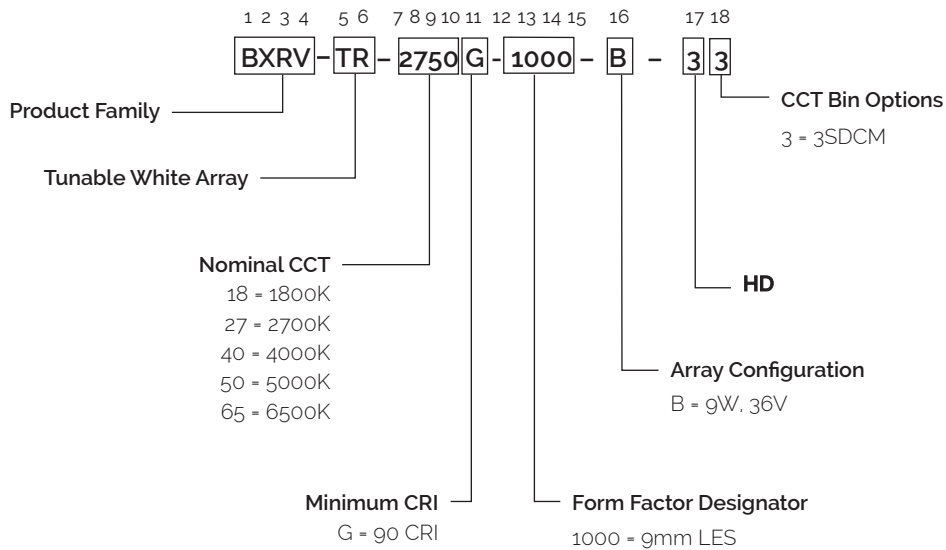 1 2 3 4 5 6 7 8 9 10 11 12 13 14 15 16 17 18
BXRV-TR-2750G-1000-B-33
Product Family
CCT Bin Options
3 = 3SDCM
Tunable White Array
Nominal CCT
18 = 1800K
27 = 2700K
40 = 4000K
50 = 5000K
65 = 6500K
HD
Array Configuration
B = 9W, 36V
Minimum CRI
G = 90 CRI
Form Factor Designator
1000 = 9mm LES